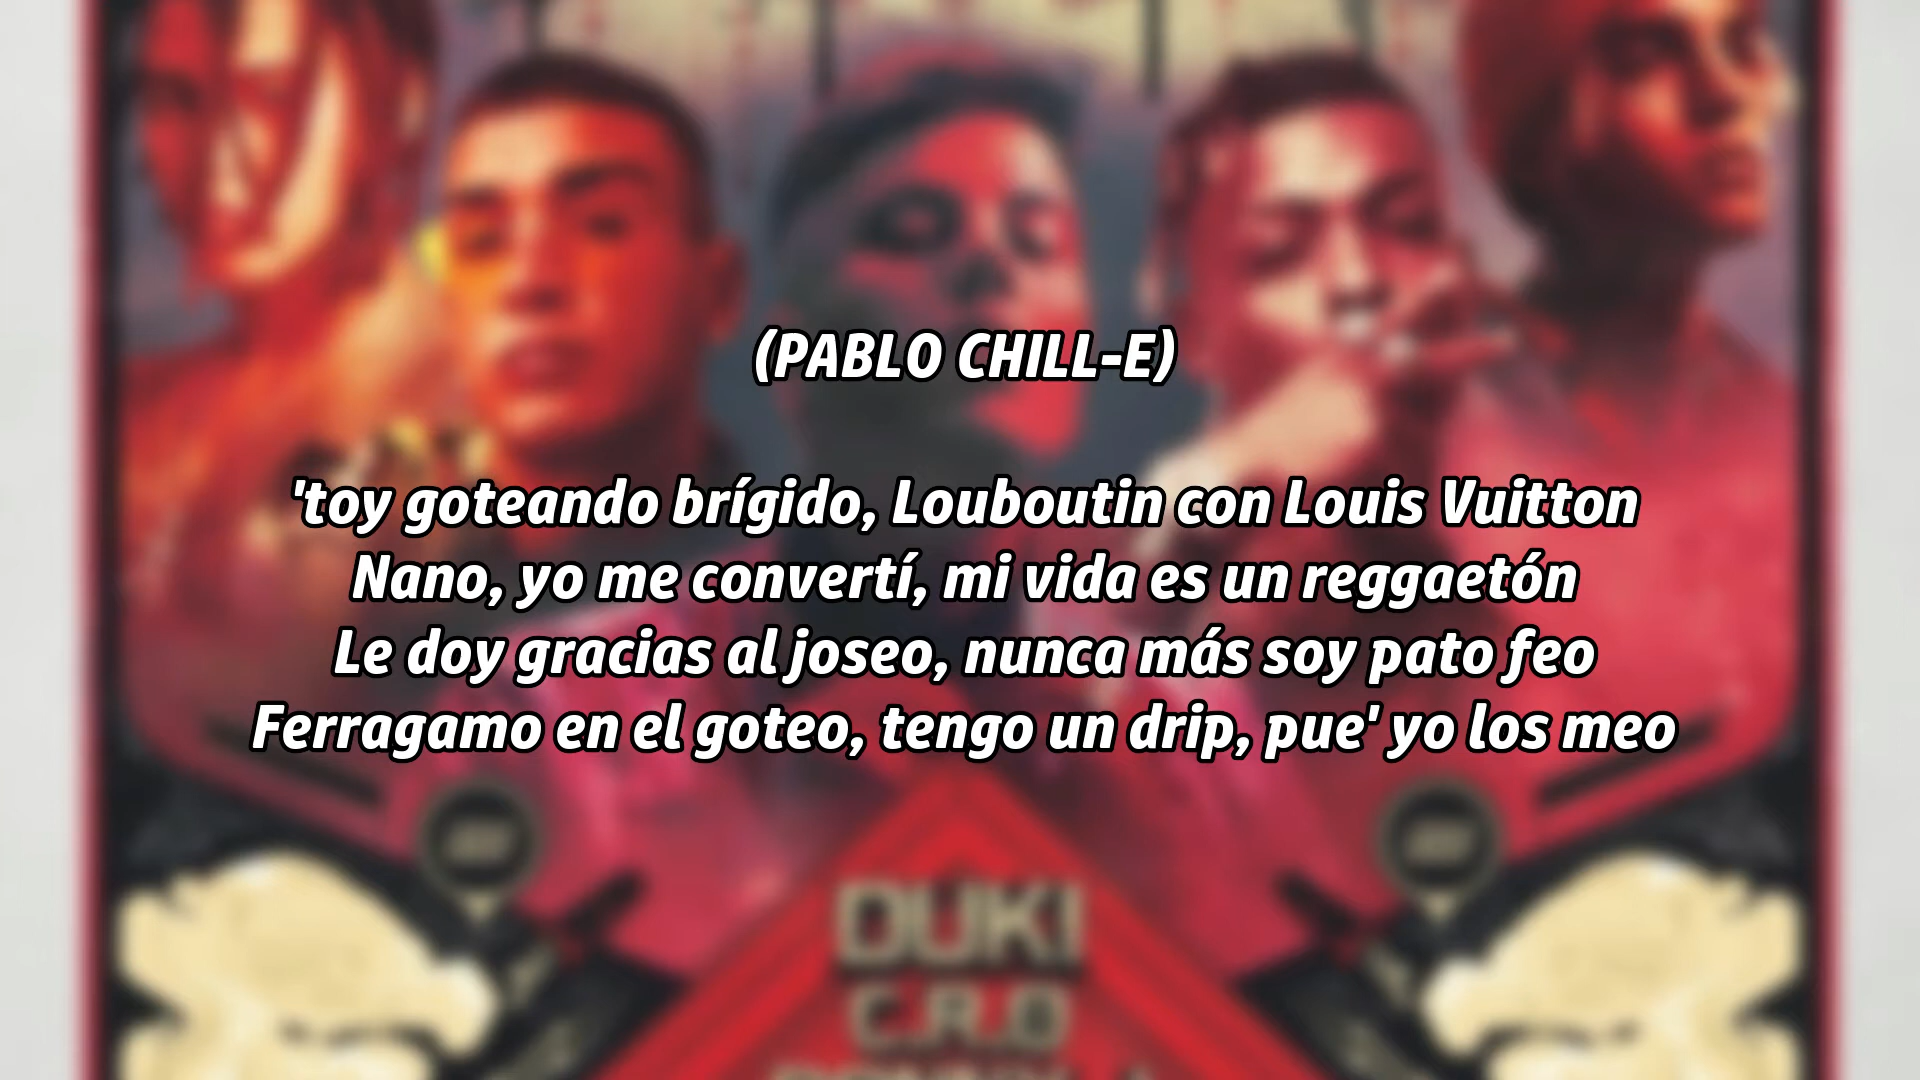 (PABLO CHILL-E)
'toy goteando brígido, Louboutin con Louis Vuitton
Nano, yo me convertí, mi vida es un reggaetón
Le doy gracias al joseo, nunca más soy pato feo
Ferragamo en el goteo, tengo un drip, pue' yo los meo
DUKI
C.R.O